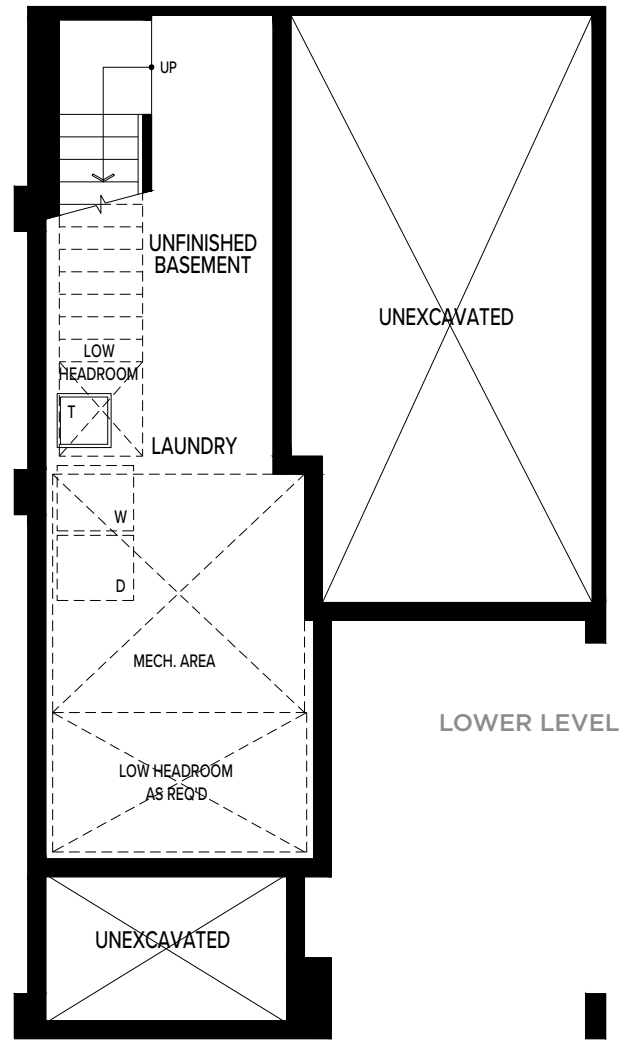 UP
UNFINISHED
BASEMENT
UNEXCAVATED
LOW
HEADROOM
T
LAUNDRY
W
D
MECH. AREA
LOWER LEVEL
LOW HEADROOM
AS REQ'D
UNEXCAVATED